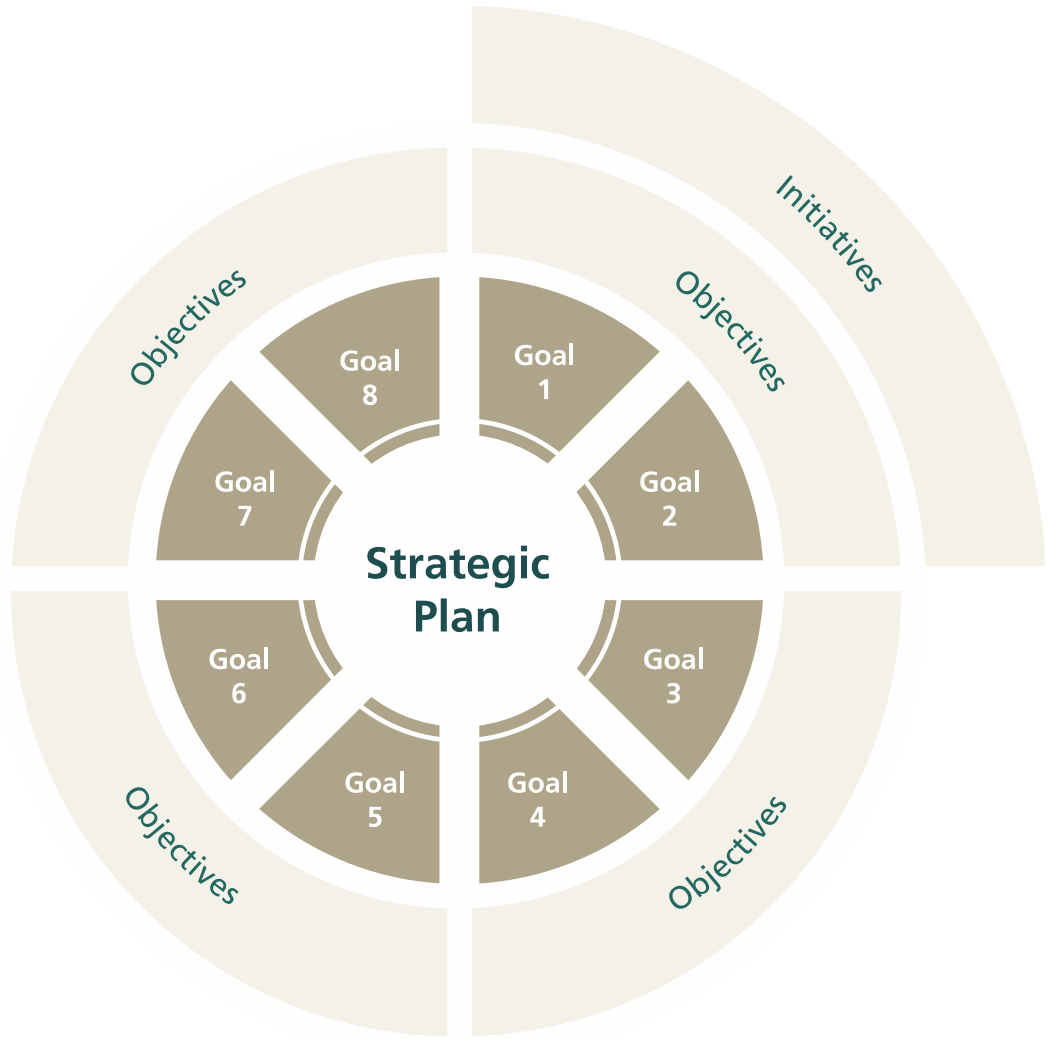 Initiatives
Objectives
Objectives
Goal
8
Goal
1
Goal
7
Goal
2
Strategic
Plan
Goal
6
Goal
3
Goal
5
Goal
4
Objectives
Objectives